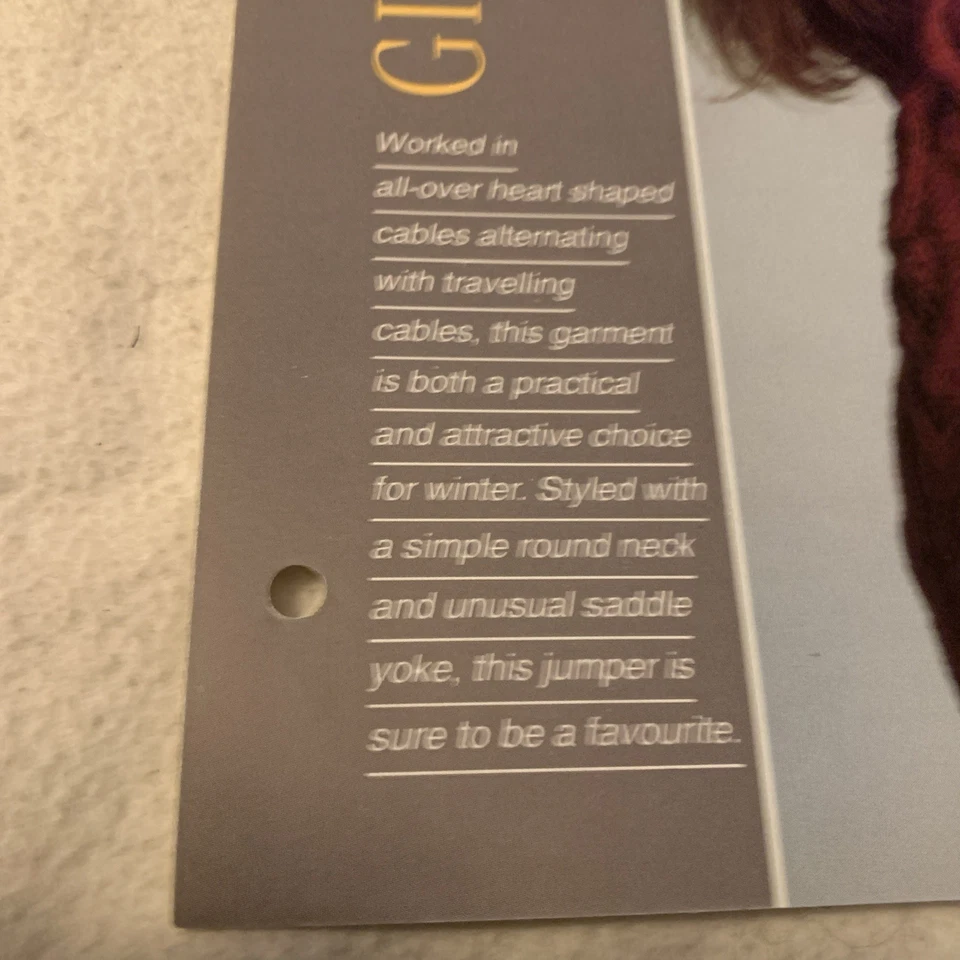 GI
Worked in
all-over heart shaped
cables alternating
with travelling
cables, this garment
is both a practical
and attractive choice
for winter. Styled with
a simple round neck
and unusual saddle
yoke, this jumper is
sure to be a favourite.